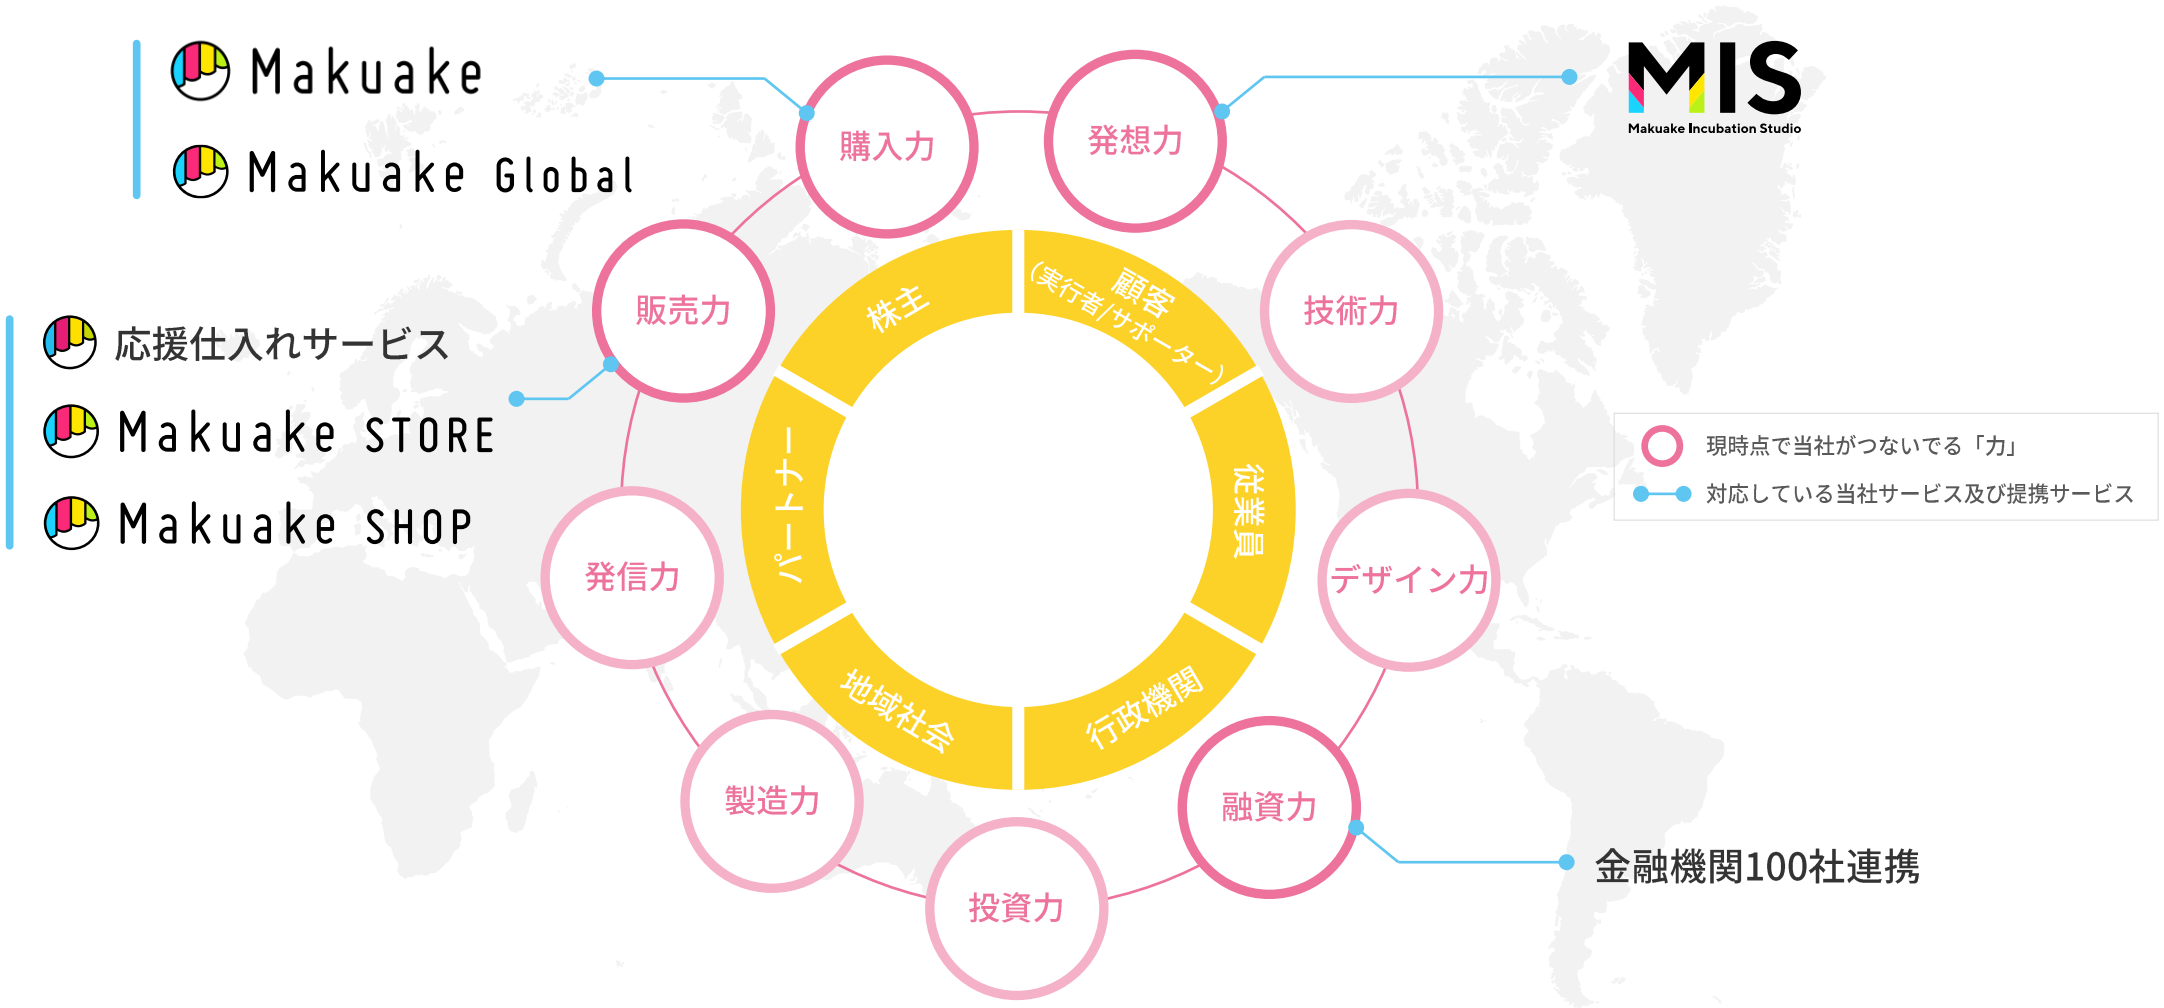 Makuake
Makuake Global
購入力
発想力
MIS
Makuake Incubation Studio
販売力
技術力
株主
顧客
（実行者/サポーター）
応援仕入れサービス
Makuake STORE
Makuake SHOP
パートナー
従業員
現時点で当社がつないでる「力」
対応している当社サービス及び提携サービス
発信力
デザイン力
地域社会
行政機関
製造力
融資力
投資力
金融機関100社連携